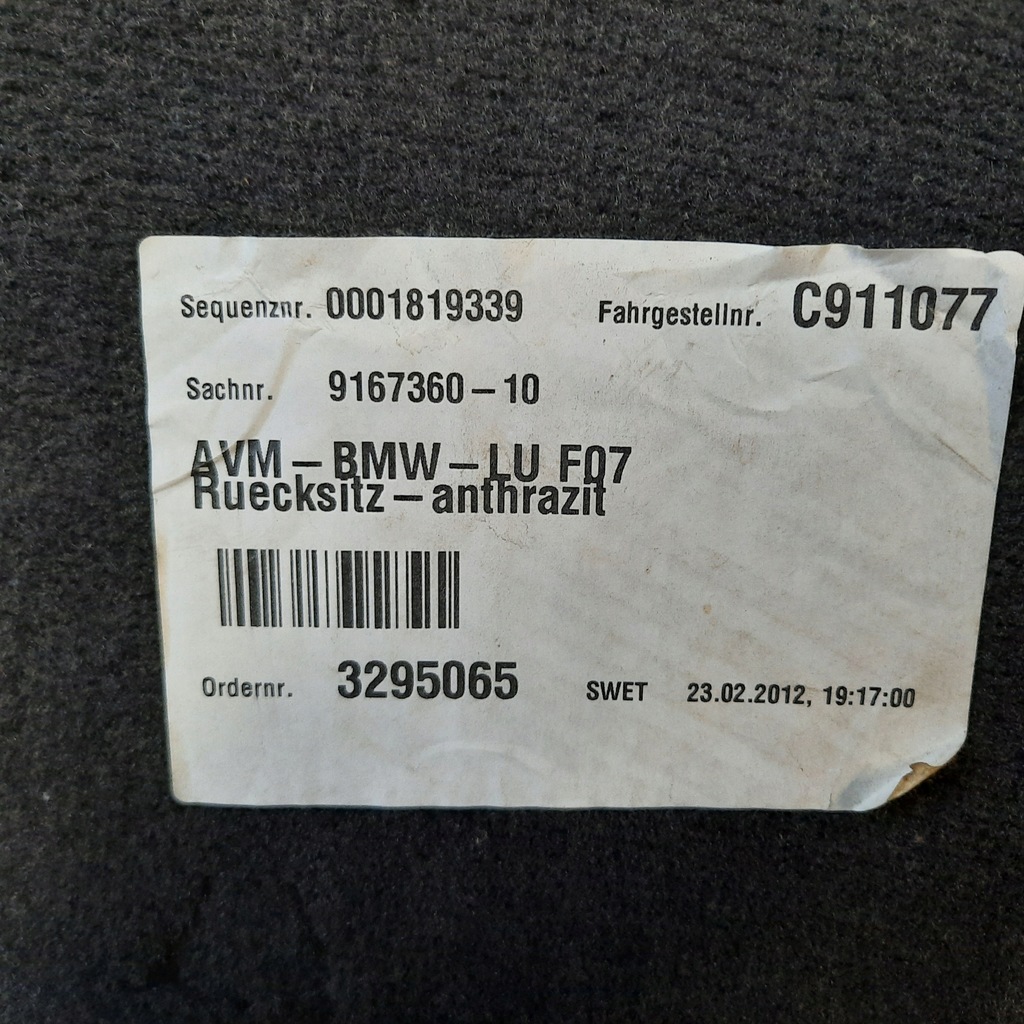 Sequenznr. 0001819339 Fahrgestellnr. C911077
Sachnr. 9167360-10
AVM-BMW-LU F07
Ruecksitz-anthrazit
Ordernr. 3295065 SWET 23.02.2012, 19:17:00